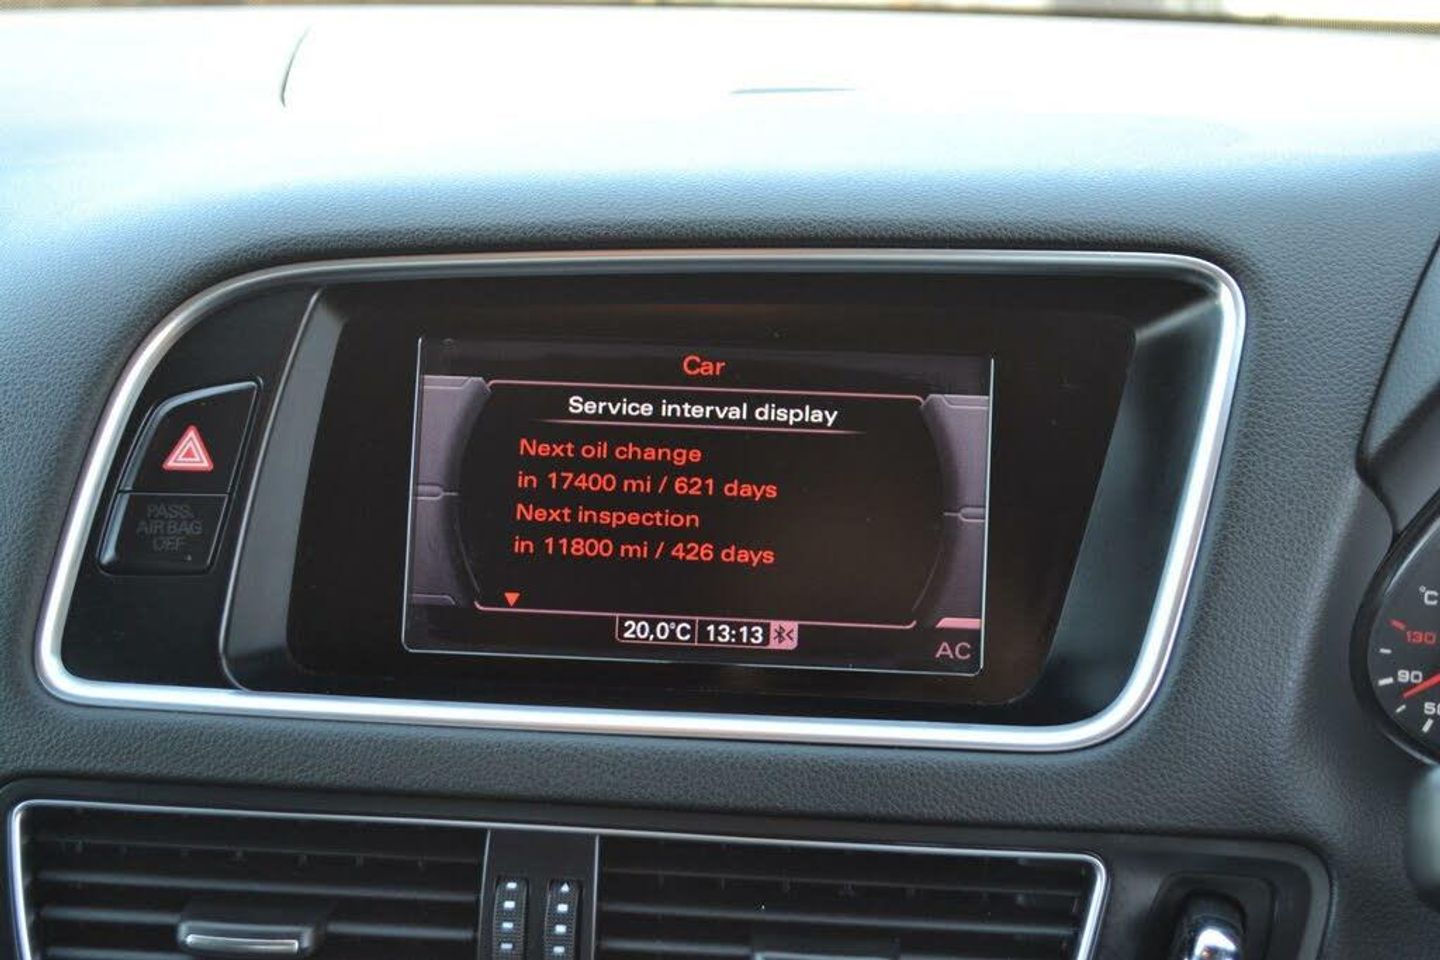 Car
Service interval display
Next oil change
in 17400 mi / 621 days
Next inspection
in 11800 mi / 426 days
20,0°C 13:13
AC
PASS.
AIR BAG
OFF
°C
130
90
50